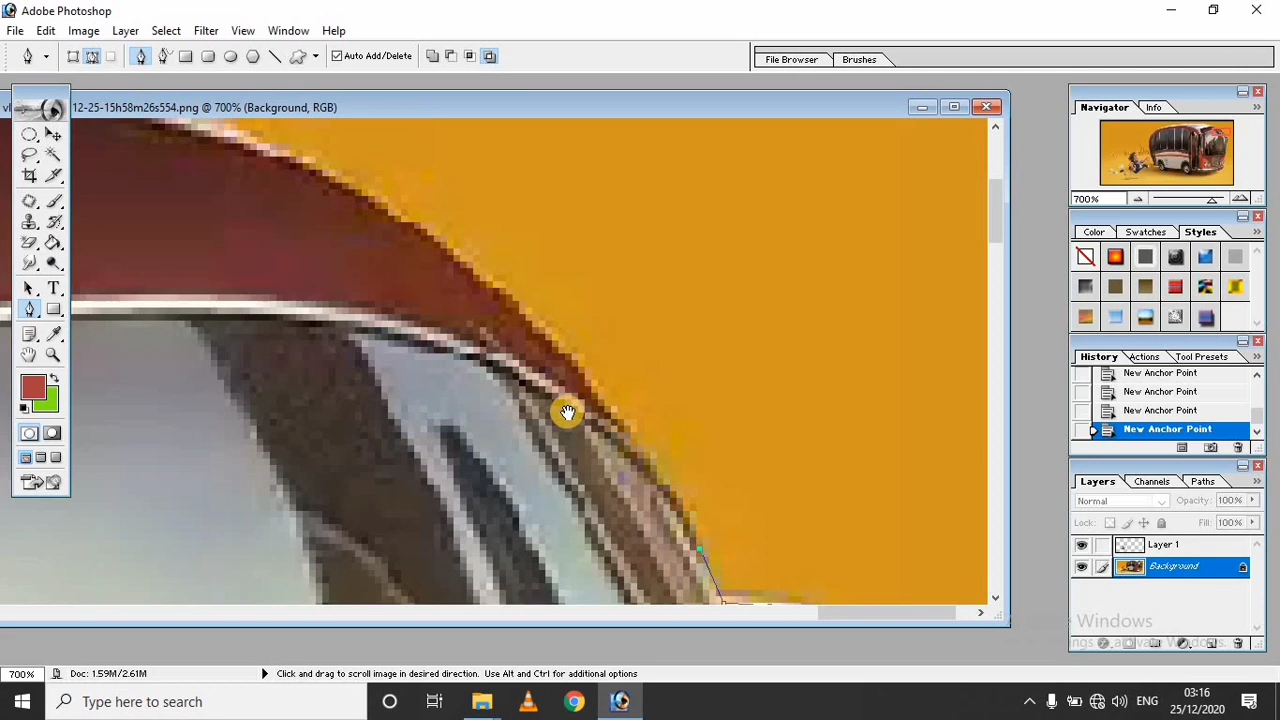 Adobe Photoshop
File Edit Image Layer Select Filter View Window Help
Auto Add/Delete
File Browser Brushes
12-25-15h58m26s554.png @ 700% (Background, RGB)
Navigator Info
700%
Color Swatches Styles
History Actions Tool Presets
New Anchor Point
New Anchor Point
New Anchor Point
New Anchor Point
Layers Channels Paths
Normal Opacity: 100%
Lock: Fill: 100%
Layer 1
Background
Windows
700% Doc: 1.59M/2.61M Click and drag to scroll image in desired direction. Use Alt and Ctrl for additional options
Type here to search
ENG
03:16
25/12/2020